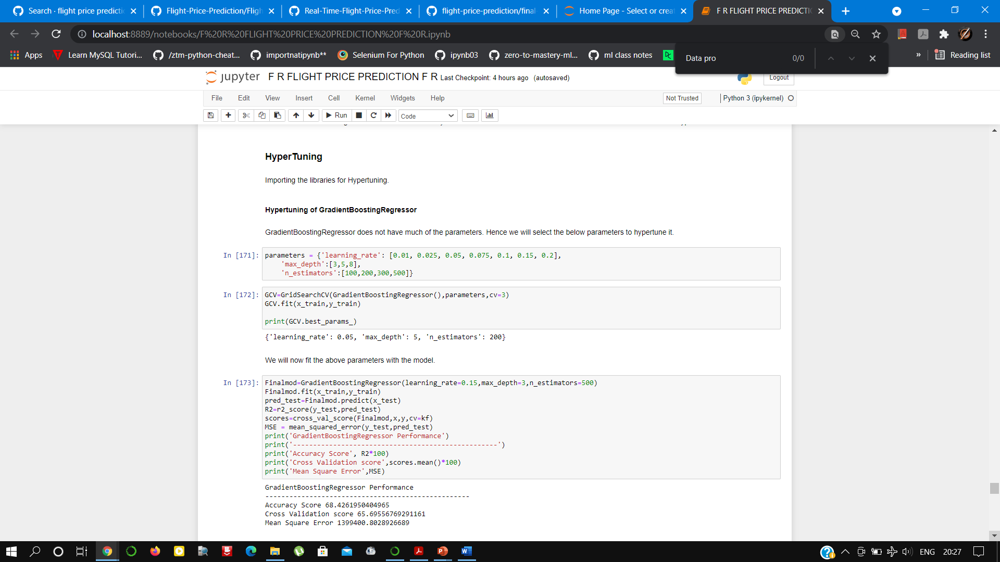 Search · flight price predicti
Flight-Price-Prediction/Fligh
Real-Time-Flight-Price-Pred
flight-price-prediction/final
Home Page - Select or crea
F R FLIGHT PRICE PREDICTIO
localhost:8889/notebooks/F%20R%20FLIGHT%20PRICE%20PREDICTION%20F%20R.ipynb
Apps
Learn MySQL Tutori...
/ztm-python-cheat...
importnatipynb**
Selenium For Python
ipynb03
zero-to-mastery-ml...
ml class notes
»
Reading list
Data pro
0/0
jupyter
F R FLIGHT PRICE PREDICTION F R Last Checkpoint: 4 hours ago (autosaved)
Logout
File
Edit
View
Insert
Cell
Kernel
Widgets
Help
Not Trusted
Python 3 (ipykernel)
Run
Code
HyperTuning
Importing the libraries for Hypertuning.
Hypertuning of GradientBoostingRegressor
GradientBoostingRegressor does not have much of the parameters. Hence we will select the below parameters to hypertune it.
In [171]: parameters = {'learning_rate': [0.01, 0.025, 0.05, 0.075, 0.1, 0.15, 0.2],
'max_depth':[3,5,8],
'n_estimators':[100,200,300,500]}
In [172]: GCV=GridSearchCV(GradientBoostingRegressor(),parameters,cv=3)
GCV.fit(x_train,y_train)
print(GCV.best_params_)
{'learning_rate': 0.05, 'max_depth': 5, 'n_estimators': 200}
We will now fit the above parameters with the model.
In [173]: Finalmod=GradientBoostingRegressor(learning_rate=0.15,max_depth=3,n_estimators=500)
Finalmod.fit(x_train,y_train)
pred_test=Finalmod.predict(x_test)
R2=r2_score(y_test,pred_test)
scores=cross_val_score(Finalmod,x,y,cv=kf)
MSE = mean_squared_error(y_test,pred_test)
print('GradientBoostingRegressor Performance')
print('---------------------------------------------------')
print('Accuracy Score', R2*100)
print('Cross Validation score',scores.mean()*100)
print('Mean Square Error',MSE)
GradientBoostingRegressor Performance
---------------------------------------------------
Accuracy Score 68.4261950404965
Cross Validation score 65.69556769291161
Mean Square Error 1399400.8028926689
ENG
20:27